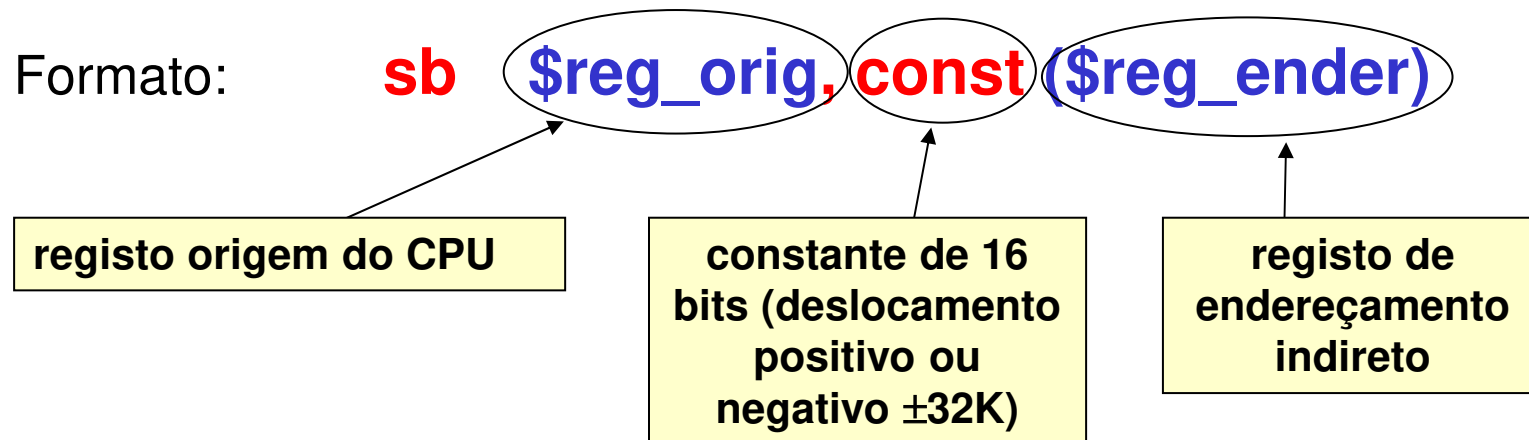 Formato: sb $reg_orig, const ($reg_ender)
registo origem do CPU
constante de 16
bits (deslocamento
positivo ou
negativo ±32K)
registo de
endereçamento
indireto